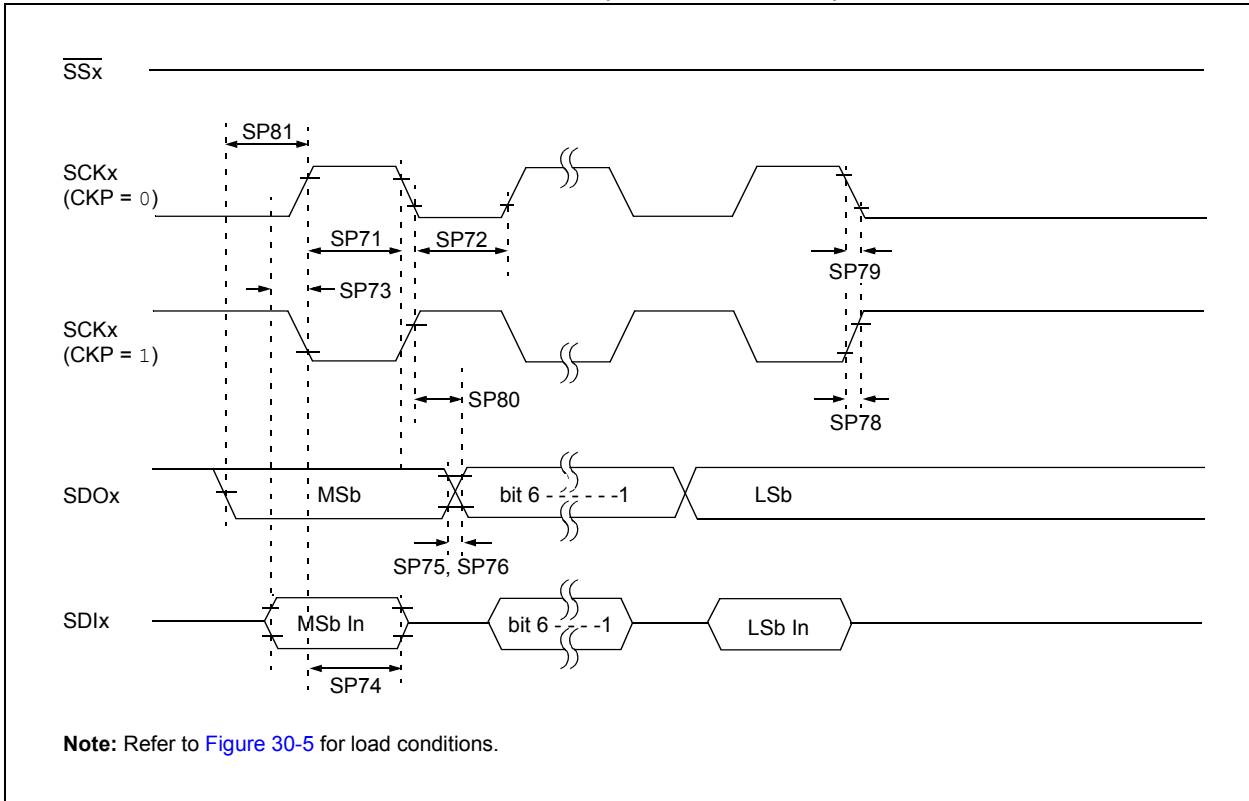 SSx
SP81
SCKx
(CKP = 0)
SP71
SP72
SP79
SP73
SCKx
(CKP = 1)
SP80
SP78
SDOx
MSb
bit 6 - - - - - -1
LSb
SP75, SP76
SDIx
MSb In
bit 6 - - - -1
LSb In
SP74
Note: Refer to Figure 30-5 for load conditions.